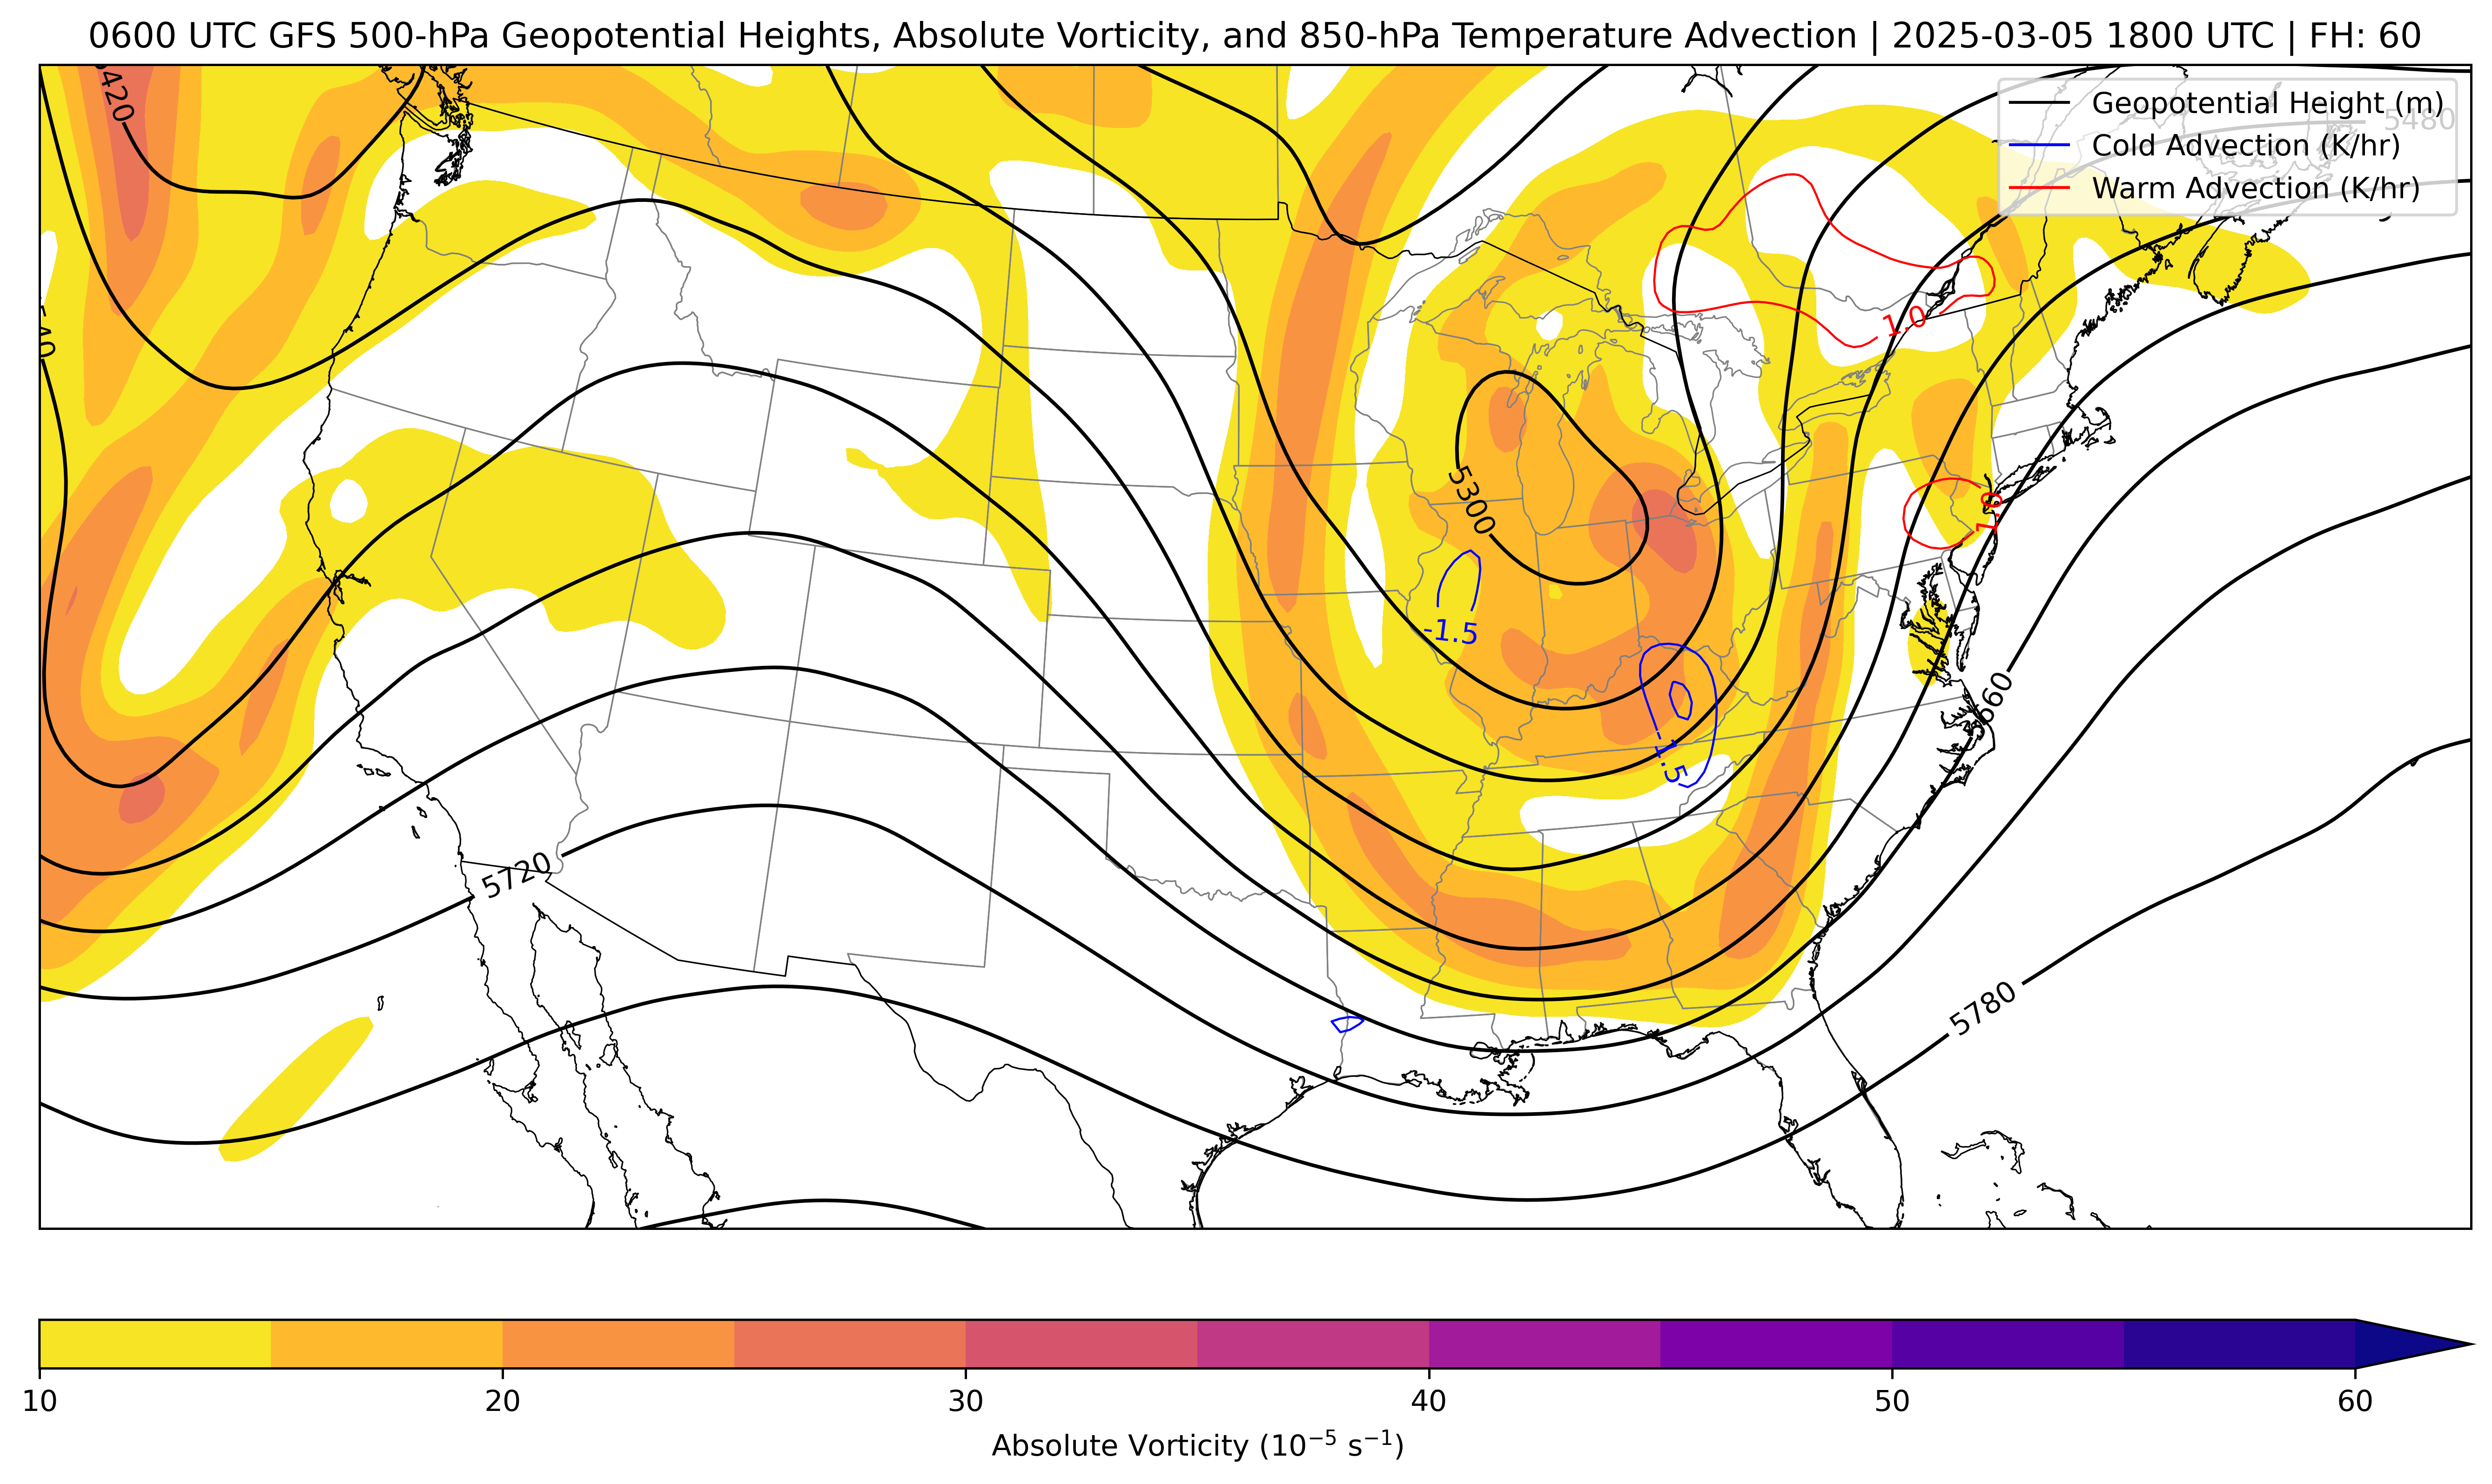 0600 UTC GFS 500-hPa Geopotential Heights, Absolute Vorticity, and 850-hPa Temperature Advection | 2025-03-05 1800 UTC | FH: 60
5420
Geopotential Height (m)
5480
Cold Advection (K/hr)
Warm Advection (K/hr)
1.0
5300
1.0
-1.5
-1.5
5720
5780
10 20 30 40 50 60
Absolute Vorticity (10⁻⁵ s⁻¹)